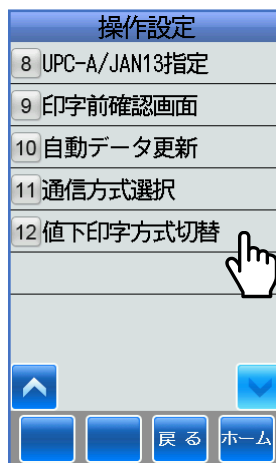 操作設定
8 UPC-A/JAN13指定
9 印字前確認画面
10 自動データ更新
11 通信方式選択
12 値下印字方式切替
戻る ホーム